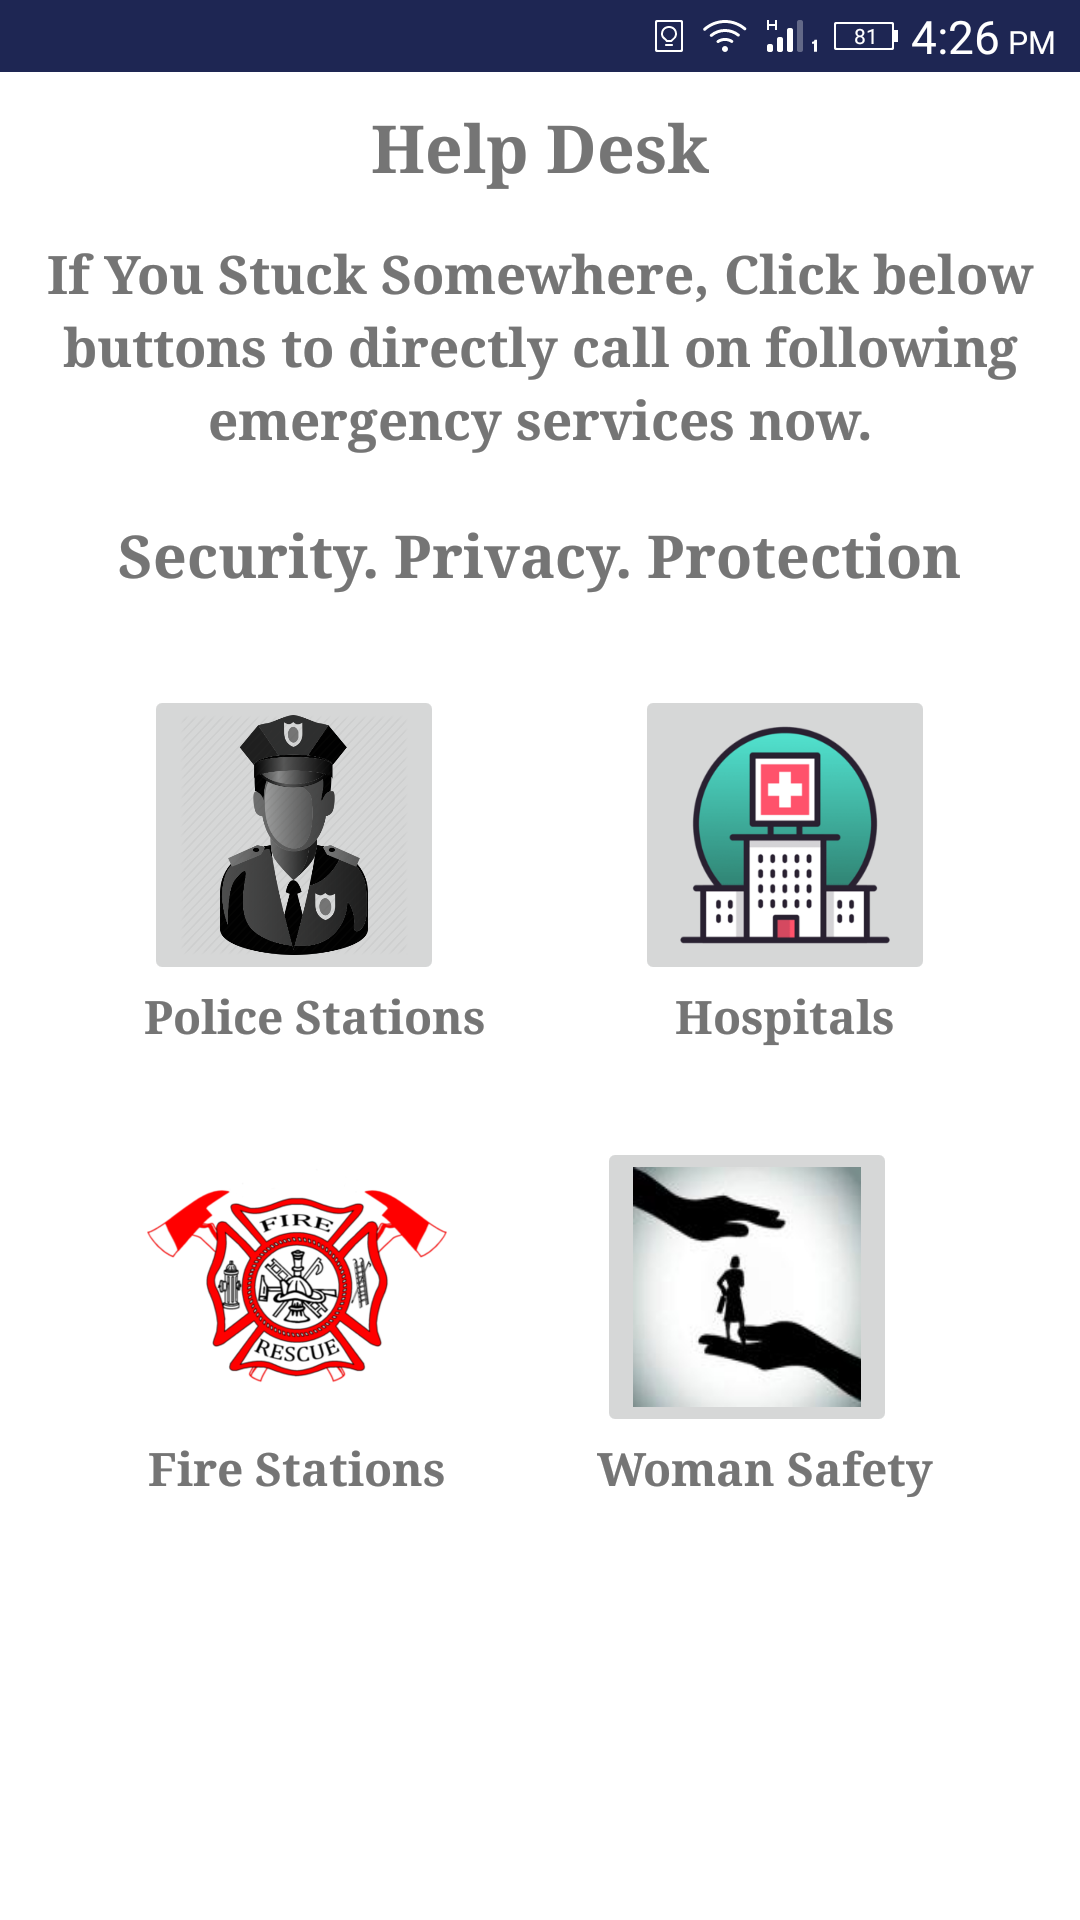 H 1 81 4:26 PM
Help Desk
If You Stuck Somewhere, Click below
buttons to directly call on following
emergency services now.
Security. Privacy. Protection
Police Stations
Hospitals
FIRE
RESCUE
Fire Stations
Woman Safety